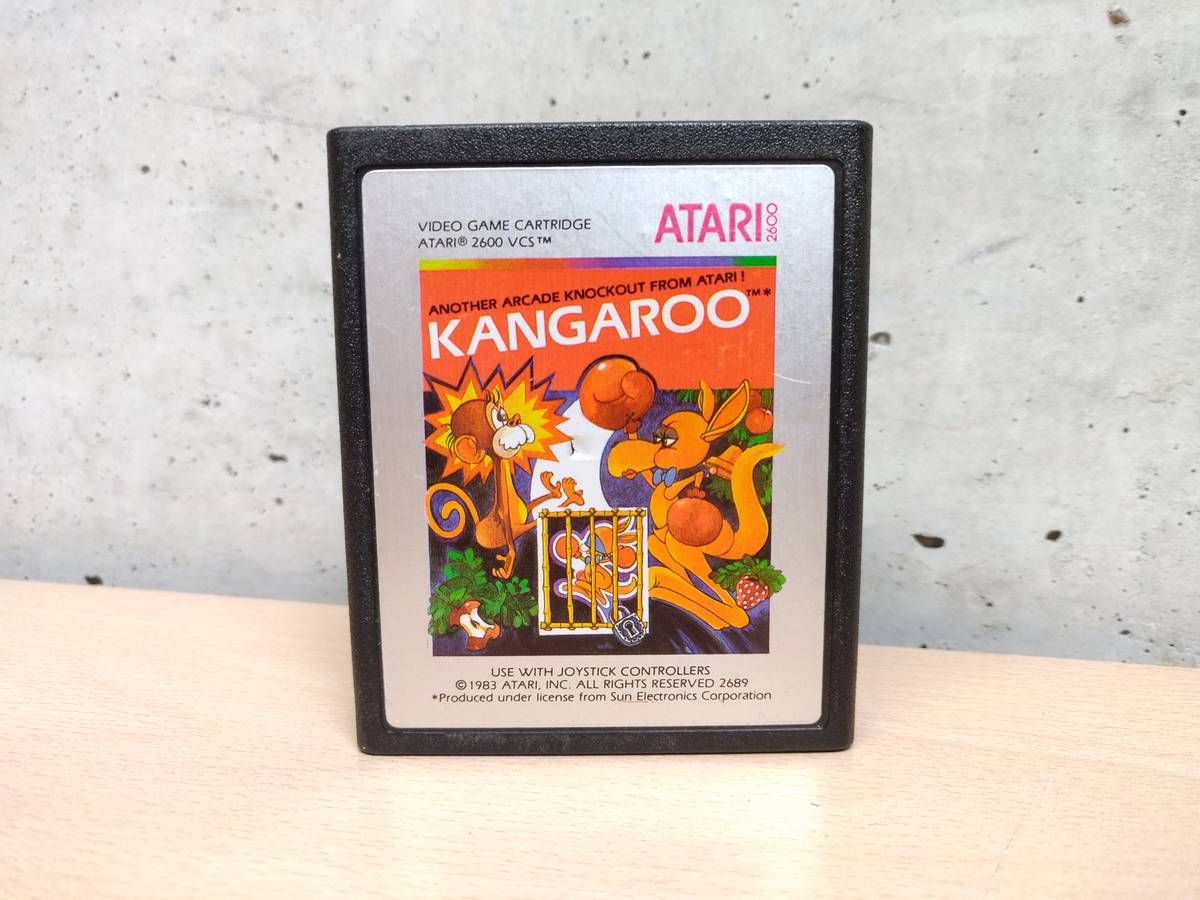 VIDEO GAME CARTRIDGE
ATARI® 2600 VCS™
ATARI 2600
ANOTHER ARCADE KNOCKOUT FROM ATARI!
KANGAROO™*
USE WITH JOYSTICK CONTROLLERS
©1983 ATARI, INC. ALL RIGHTS RESERVED 2689
*Produced under license from Sun Electronics Corporation